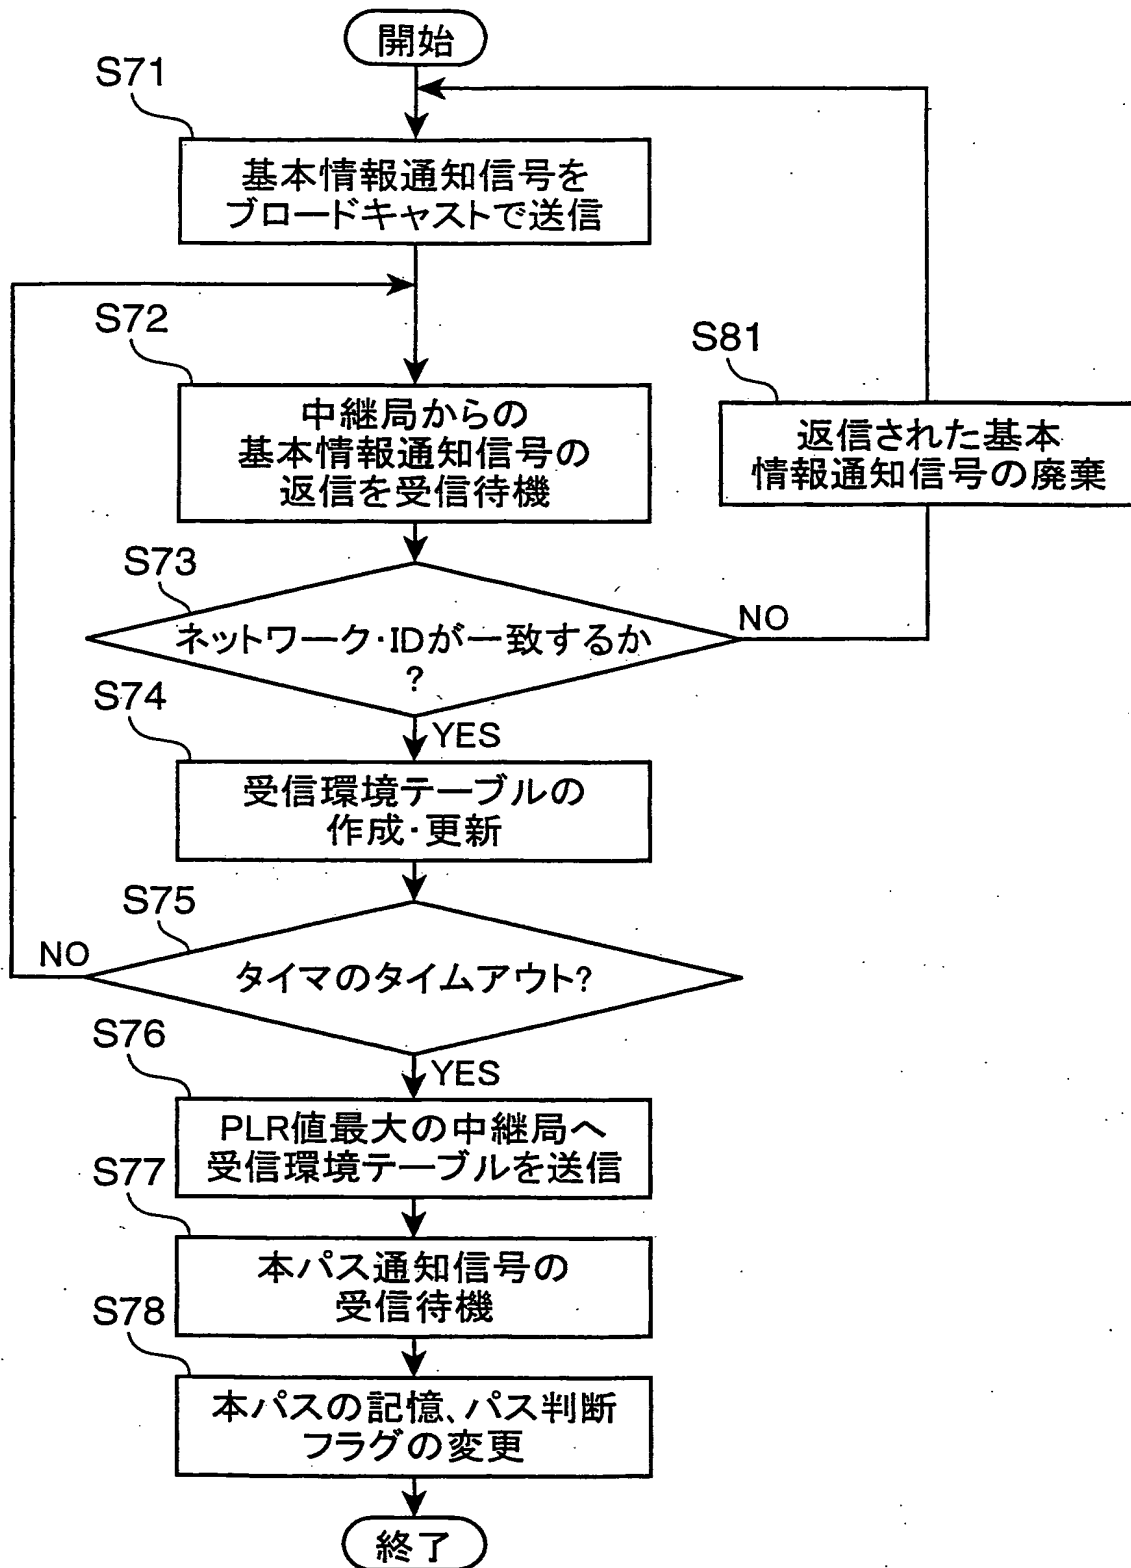 開始
S71
基本情報通知信号を
ブロードキャストで送信
S72
中継局からの
基本情報通知信号の
返信を受信待機
S81
返信された基本
情報通知信号の廃棄
S73
ネットワーク・IDが一致するか
?
NO
YES
S74
受信環境テーブルの
作成・更新
S75
タイマのタイムアウト?
NO
YES
S76
PLR値最大の中継局へ
受信環境テーブルを送信
S77
本パス通知信号の
受信待機
S78
本パスの記憶、パス判断
フラグの変更
終了